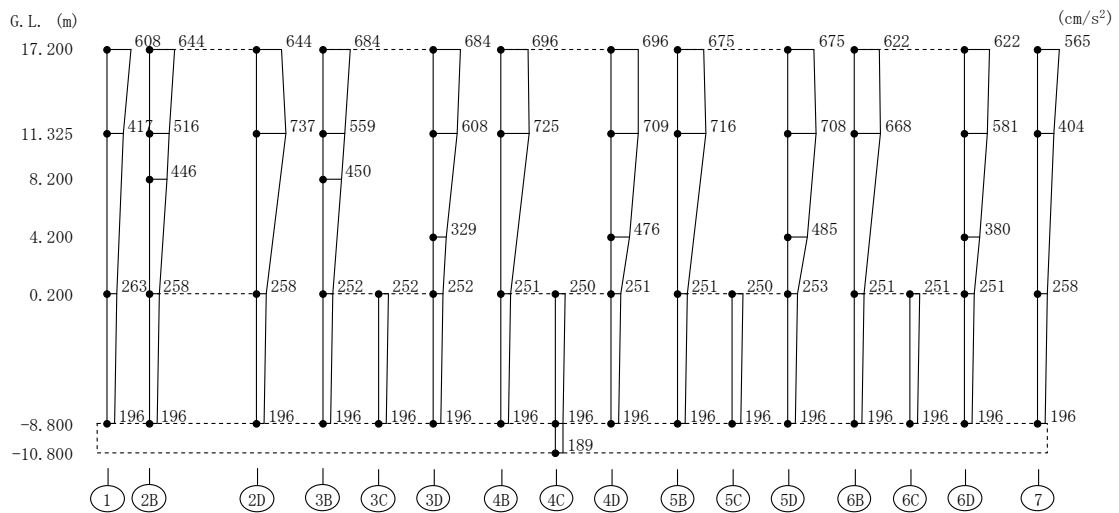 G.L. (m) (cm/s²)
17.200 608 644 644 684 684 696 696 675 675 622 622 565
11.325 417 516 737 559 608 725 709 716 708 668 581 404
8.200 446 450
4.200 329 476 485 380
0.200 263 258 258 252 252 252 251 250 251 251 250 253 251 251 251 258
-8.800 196 196 196 196 196 196 196 196 196 196 196 196 196 196 196 196
-10.800 189
1 2B 2D 3B 3C 3D 4B 4C 4D 5B 5C 5D 6B 6C 6D 7